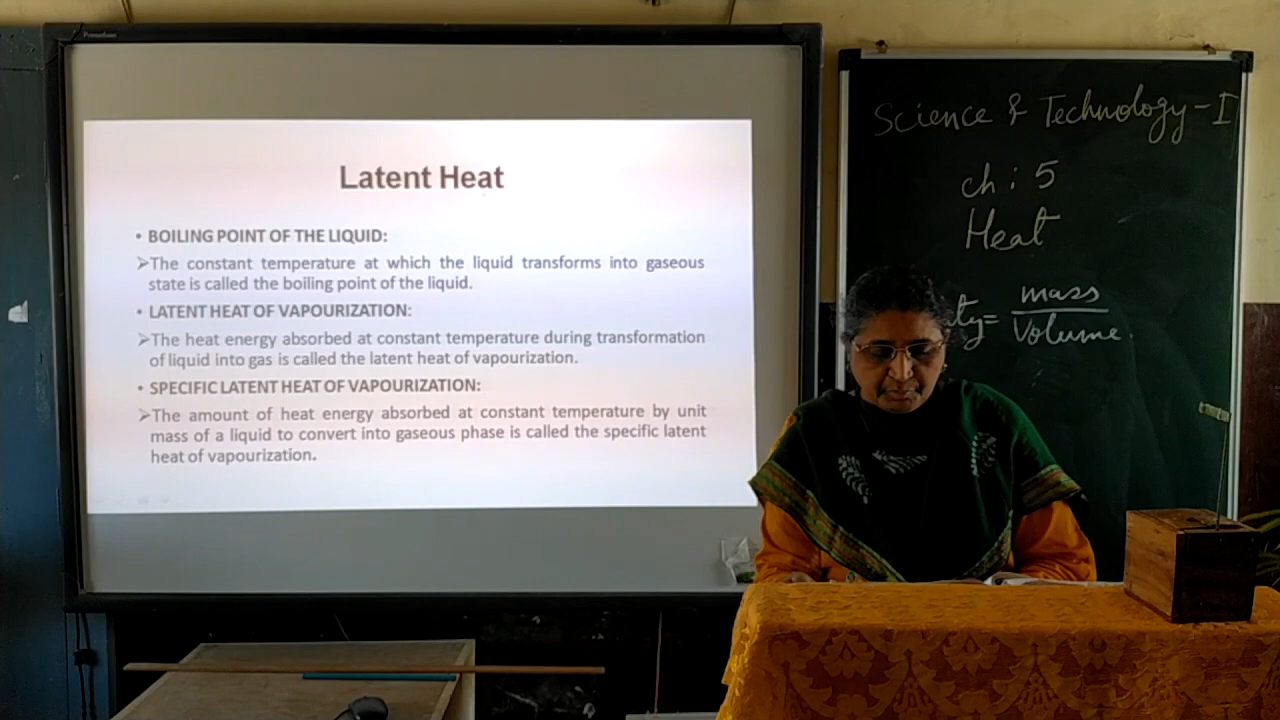 Promethean
Latent Heat
• BOILING POINT OF THE LIQUID:
➢The constant temperature at which the liquid transforms into gaseous
state is called the boiling point of the liquid.
• LATENT HEAT OF VAPOURIZATION:
➢The heat energy absorbed at constant temperature during transformation
of liquid into gas is called the latent heat of vapourization.
• SPECIFIC LATENT HEAT OF VAPOURIZATION:
➢The amount of heat energy absorbed at constant temperature by unit
mass of a liquid to convert into gaseous phase is called the specific latent
heat of vapourization.
Science & Technology - I
ch : 5
Heat
ty = mass
Volume.